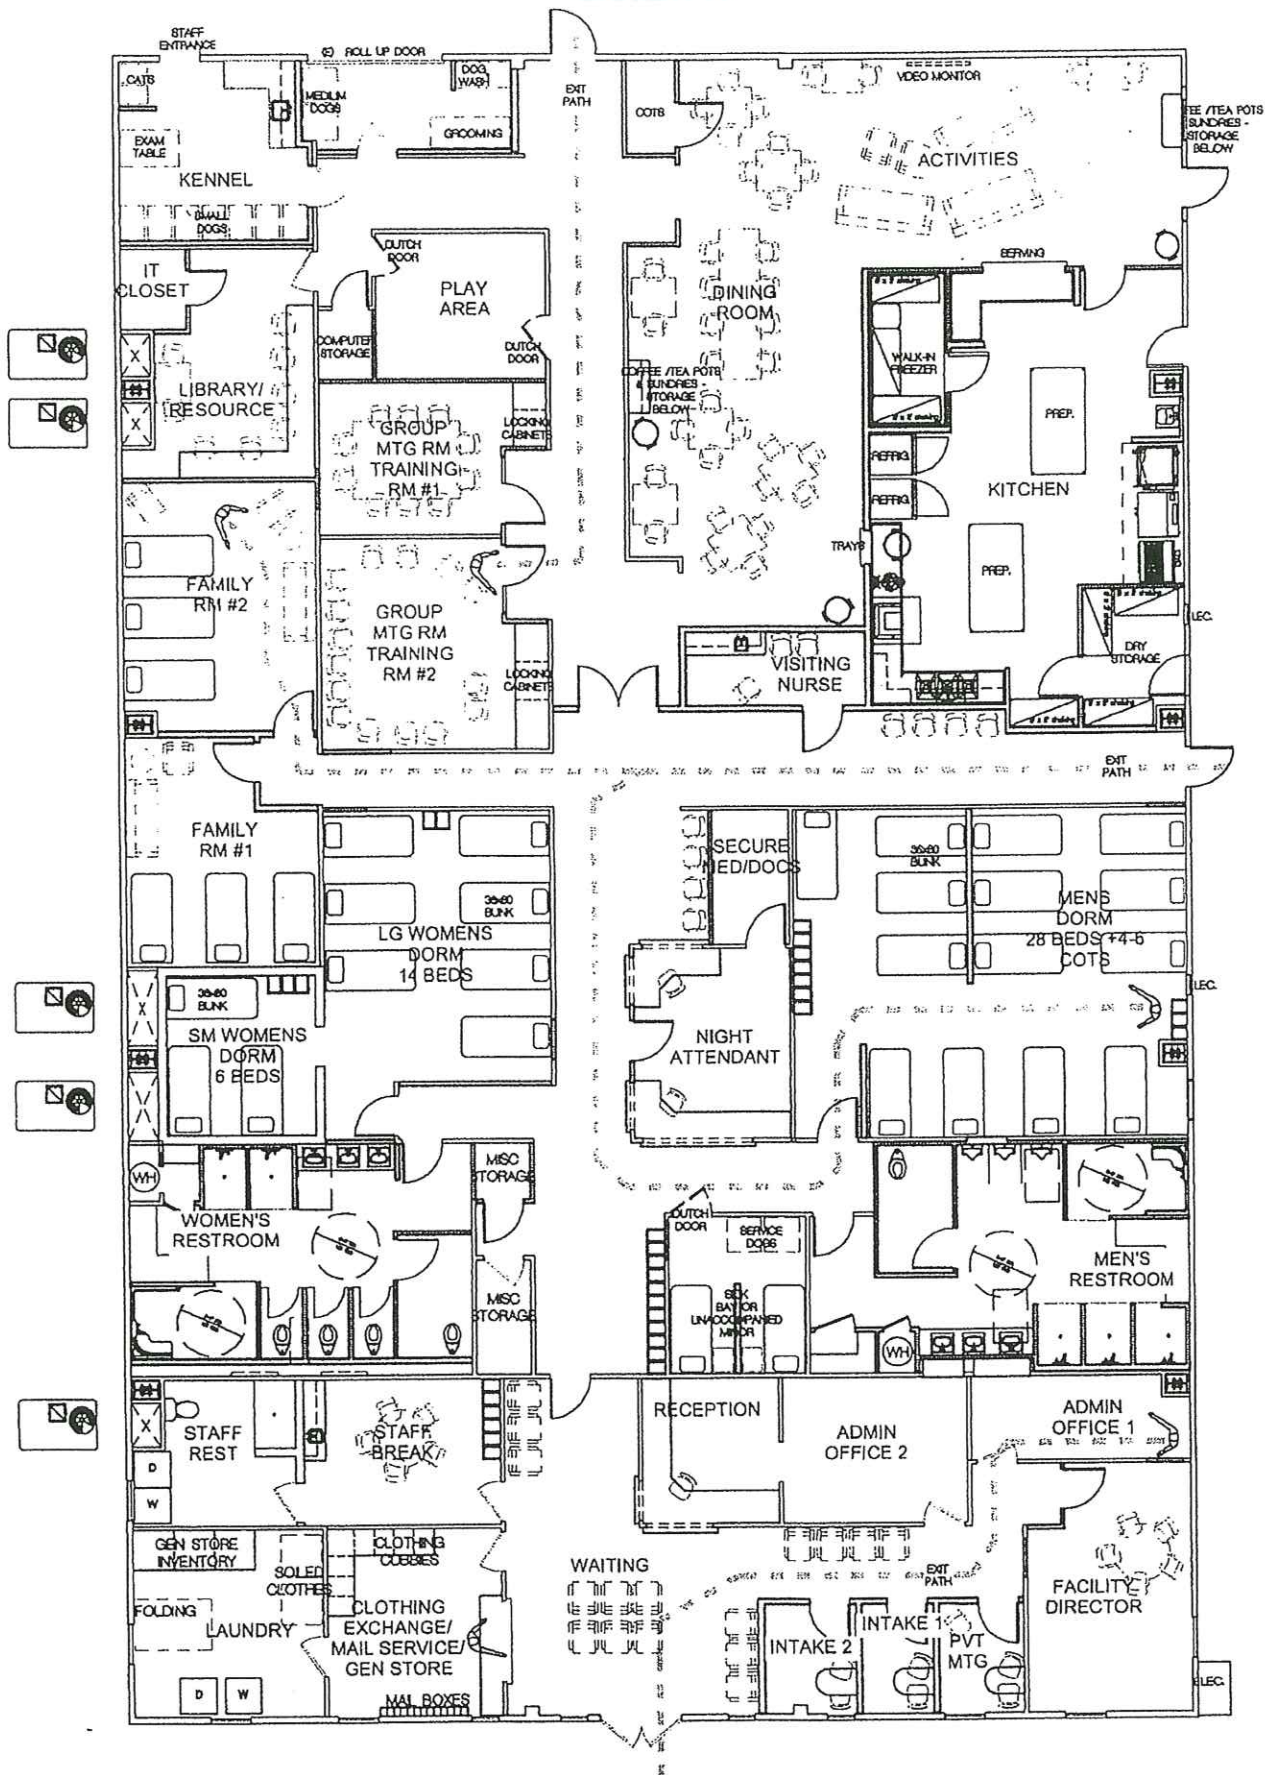 STAFF
ENTRANCE
(E) ROLL UP DOOR
CATS
MEDIUM
DOGS
DOG
WASH
GROOMING
EXIT
PATH
COTS
VIDEO MONITOR
ACTIVITIES
FEE /TEA POTS
SUNDRIES -
STORAGE
BELOW
EXAM
TABLE
KENNEL
SMALL
DOGS
IT
CLOSET
DUTCH
DOOR
PLAY
AREA
DUTCH
DOOR
COMPUTER
STORAGE
LIBRARY/
RESOURCE
X
X
SERVING
DINING
ROOM
WALK-IN
FREEZER
COFFEE /TEA POTS
& SUNDRIES -
STORAGE
BELOW
PREP.
GROUP
MTG RM
TRAINING
RM #1
LOCKING
CABINETS
REFRIG
REFRIG
KITCHEN
TRAYS
PREP.
FAMILY
RM #2
GROUP
MTG RM
TRAINING
RM #2
LOCKING
CABINETS
VISITING
NURSE
DRY
STORAGE
LEC.
EXIT
PATH
FAMILY
RM #1
LG WOMENS
DORM
14 BEDS
36x80
BUNK
SECURE
MED/DOCS
36x80
BUNK
MENS
DORM
28 BEDS +4-6
COTS
LEC.
X
X
36x80
BUNK
SM WOMENS
DORM
6 BEDS
NIGHT
ATTENDANT
WH
WOMEN'S
RESTROOM
MISC
STORAGE
MISC
STORAGE
DUTCH
DOOR
SERVICE
DOGS
SICK
BAY OR
UNACCOMPANIED
MINOR
WH
MEN'S
RESTROOM
X
STAFF
REST
D
W
STAFF
BREAK
RECEPTION
ADMIN
OFFICE 2
ADMIN
OFFICE 1
GEN STORE
INVENTORY
SOILED
CLOTHES
CLOTHING
CUBBIES
FOLDING
LAUNDRY
CLOTHING
EXCHANGE/
MAIL SERVICE/
GEN STORE
D
W
MAIL BOXES
WAITING
EXIT
PATH
INTAKE 2
INTAKE 1
PVT
MTG
FACILITY
DIRECTOR
ELEC.